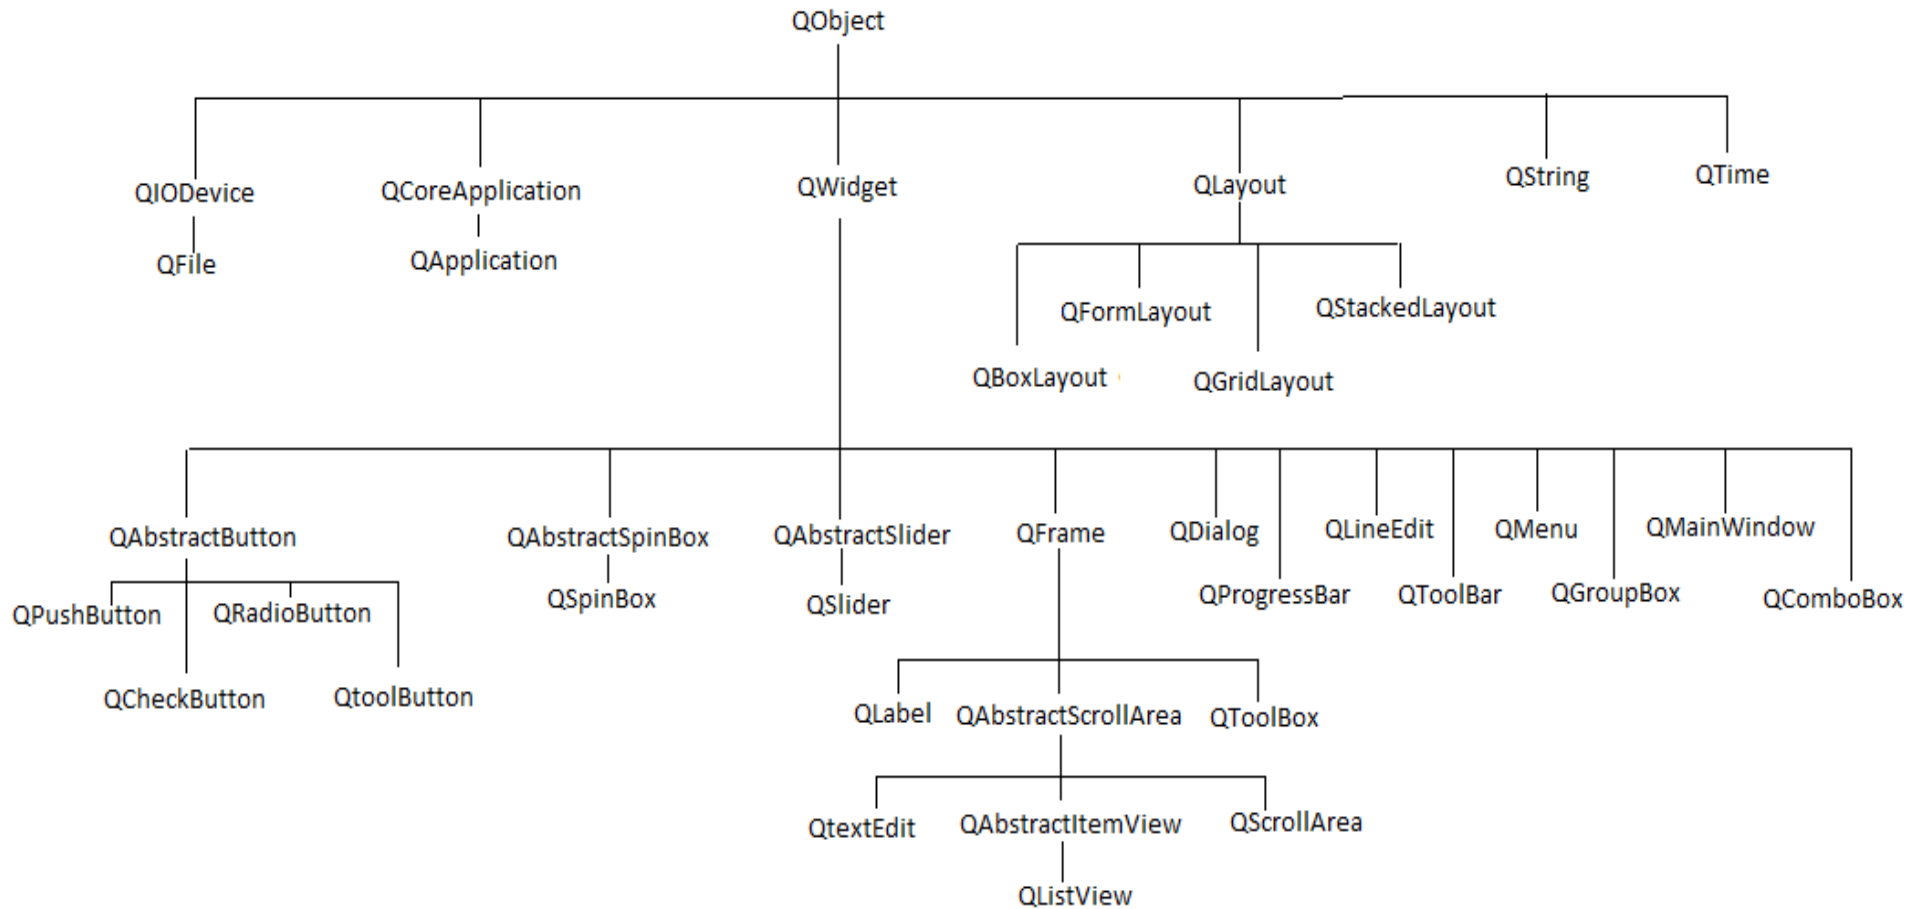 QObject
QIODevice
QCoreApplication
QWidget
QLayout
QString
QTime
QFile
QApplication
QFormLayout
QStackedLayout
QBoxLayout
QGridLayout
QAbstractButton
QAbstractSpinBox
QAbstractSlider
QFrame
QDialog
QLineEdit
QMenu
QMainWindow
QPushButton
QRadioButton
QSpinBox
QSlider
QProgressBar
QToolBar
QGroupBox
QComboBox
QCheckButton
QtoolButton
QLabel
QAbstractScrollArea
QToolBox
QtextEdit
QAbstractItemView
QScrollArea
QListView